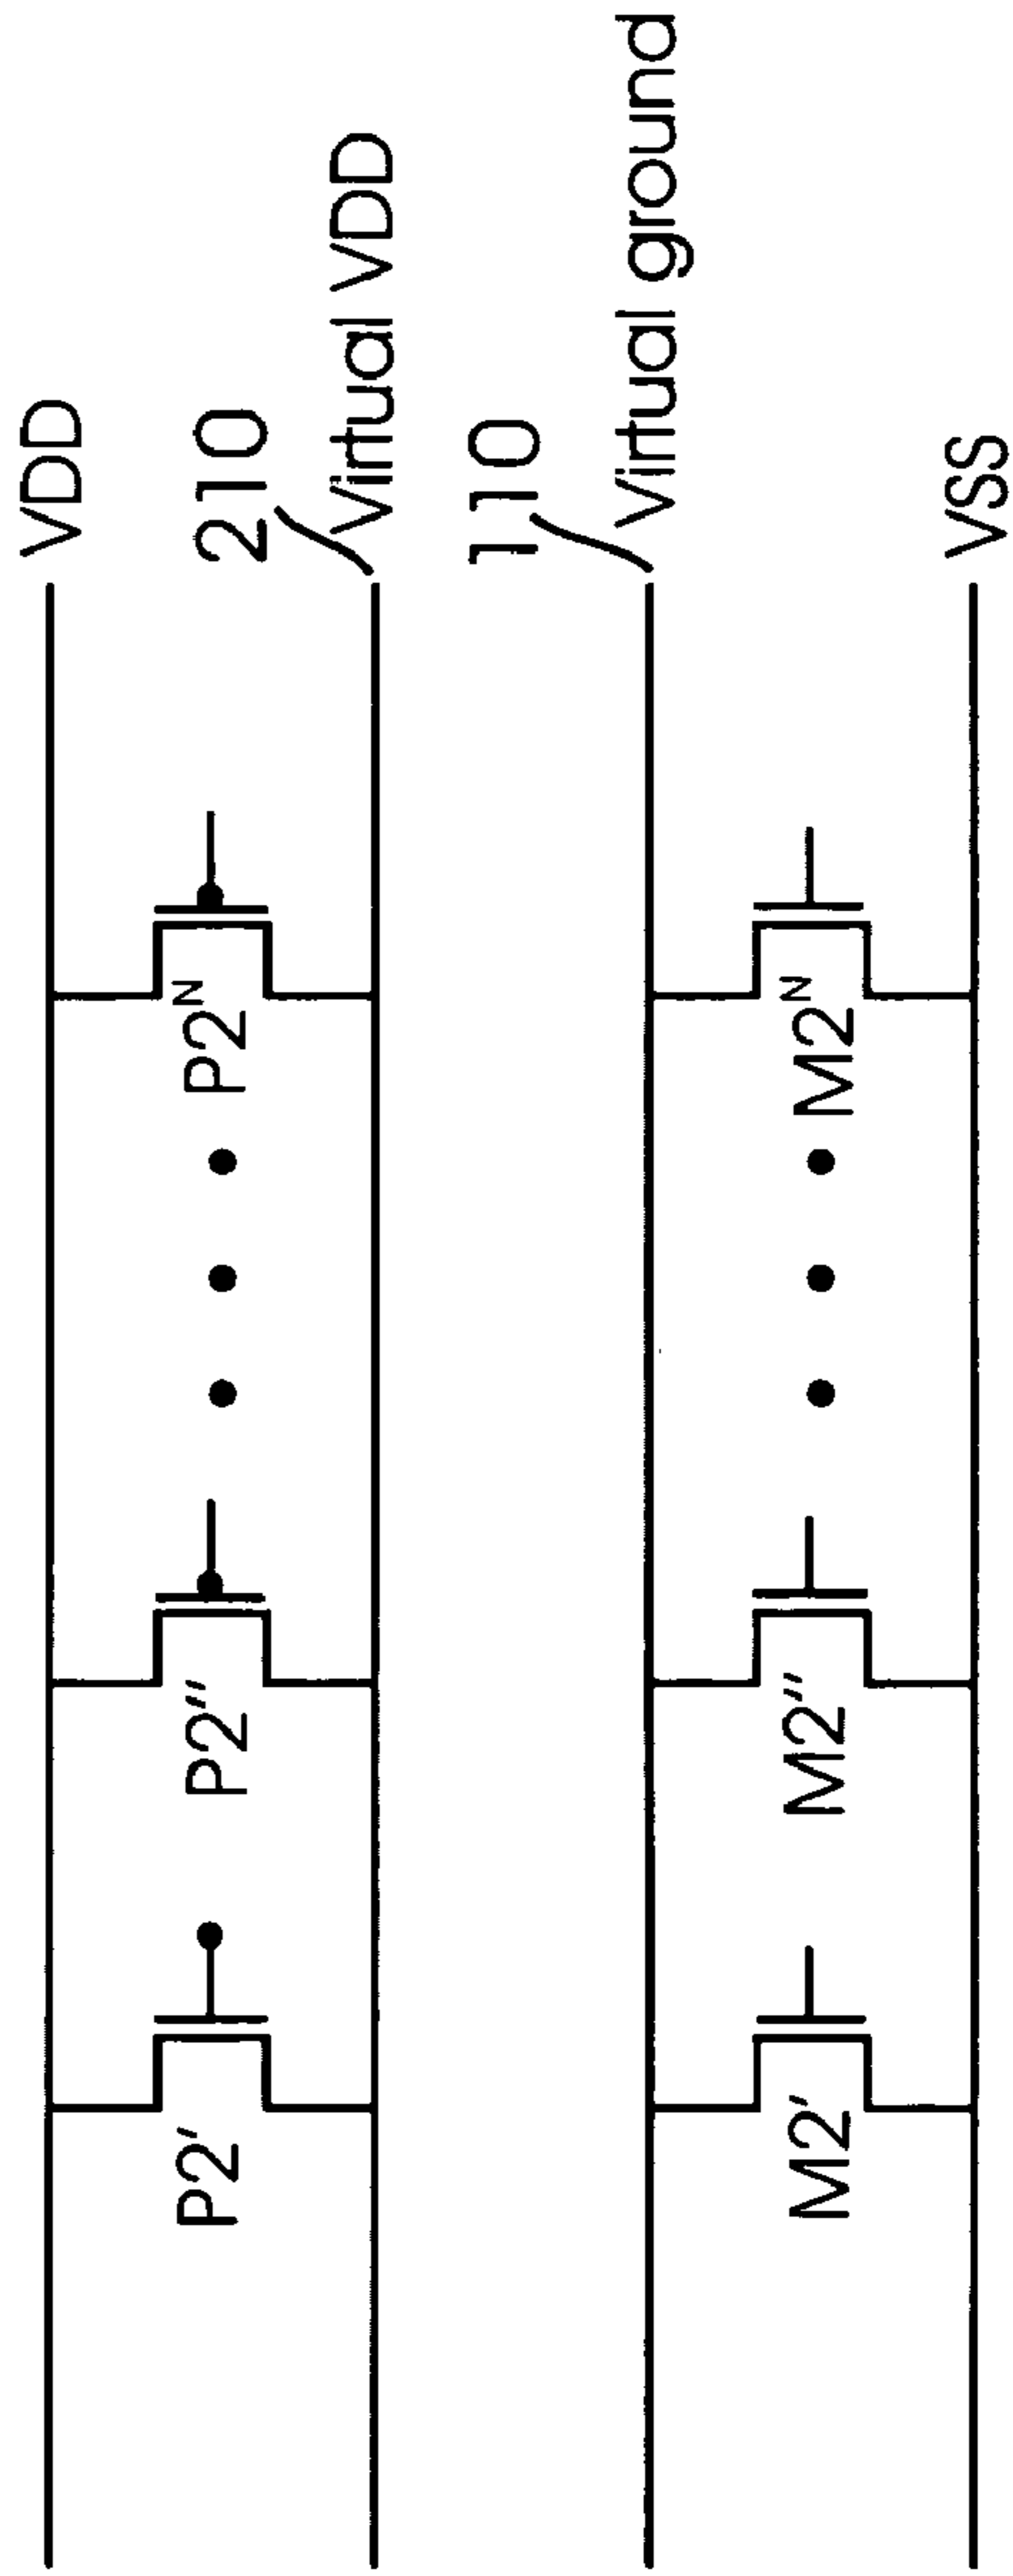 VDD
P2′
P2″
P2ᴺ
210
Virtual VDD
110
Virtual ground
M2′
M2″
M2ᴺ
VSS